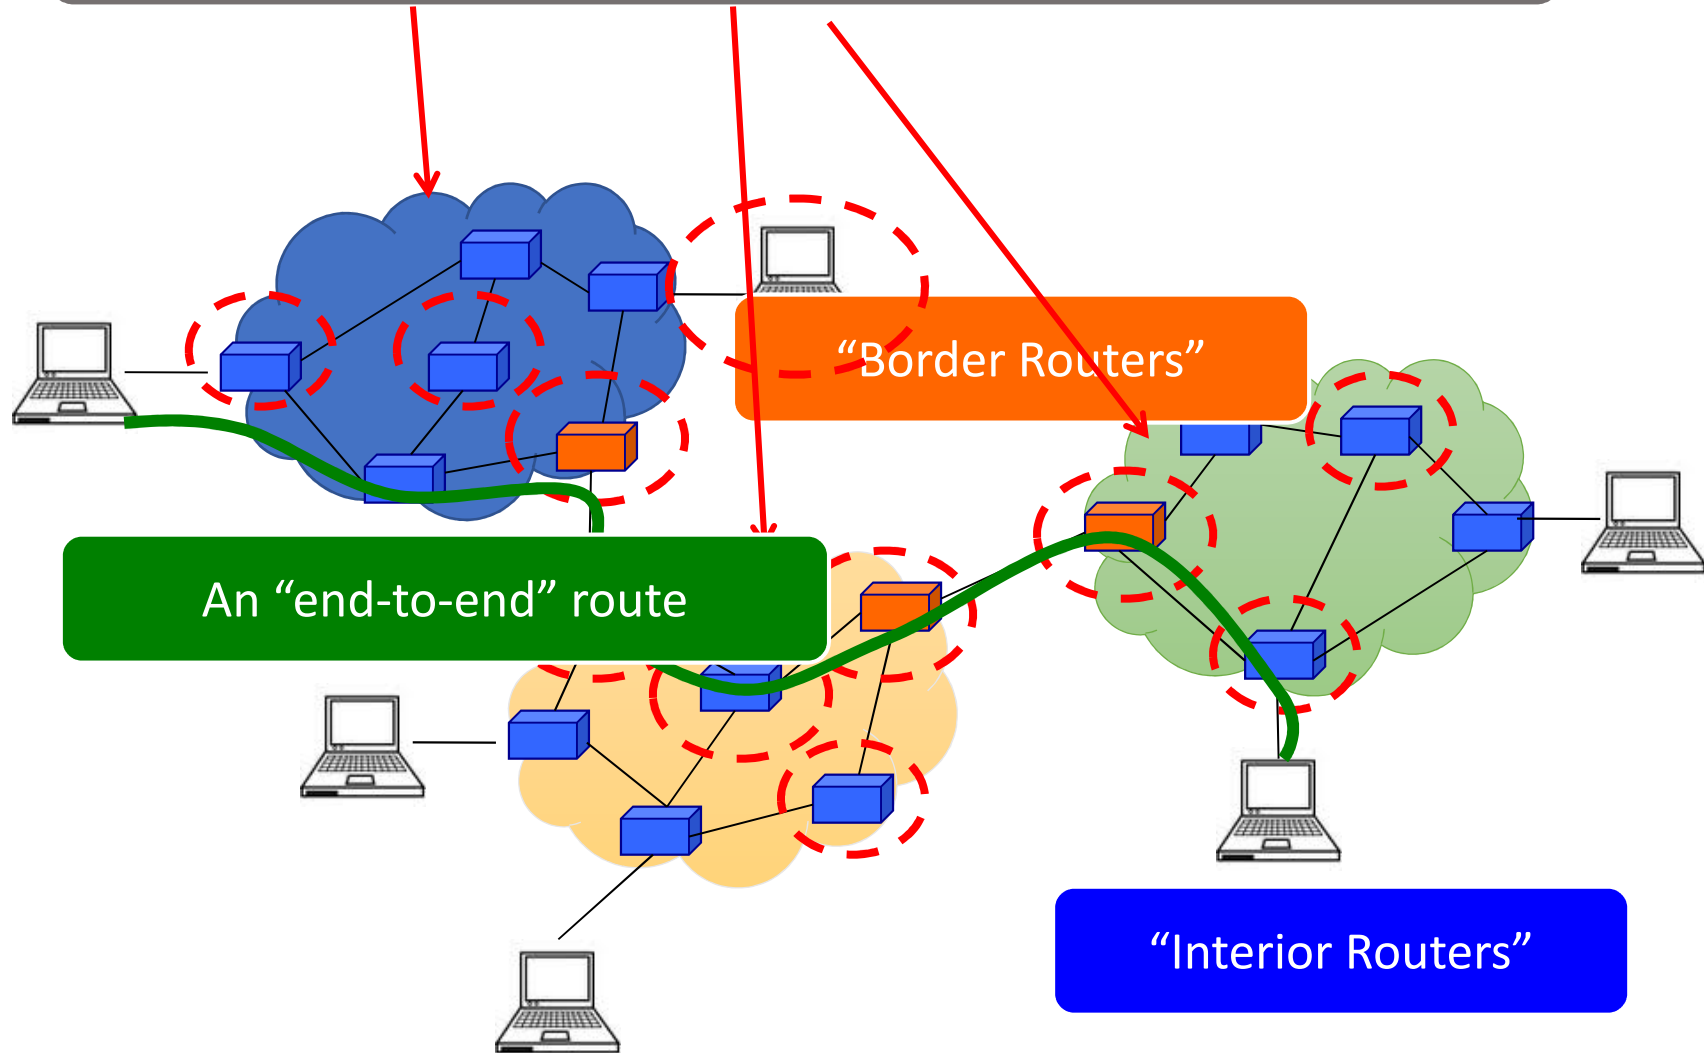 “Border Routers”
An “end-to-end” route
“Interior Routers”